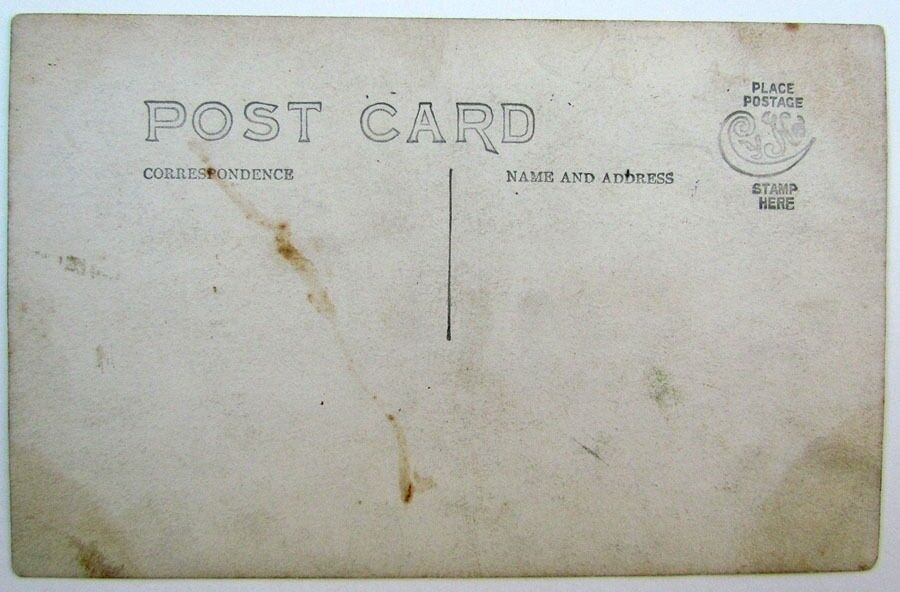 POST CARD
CORRESPONDENCE
NAME AND ADDRESS
PLACE
POSTAGE
STAMP
HERE